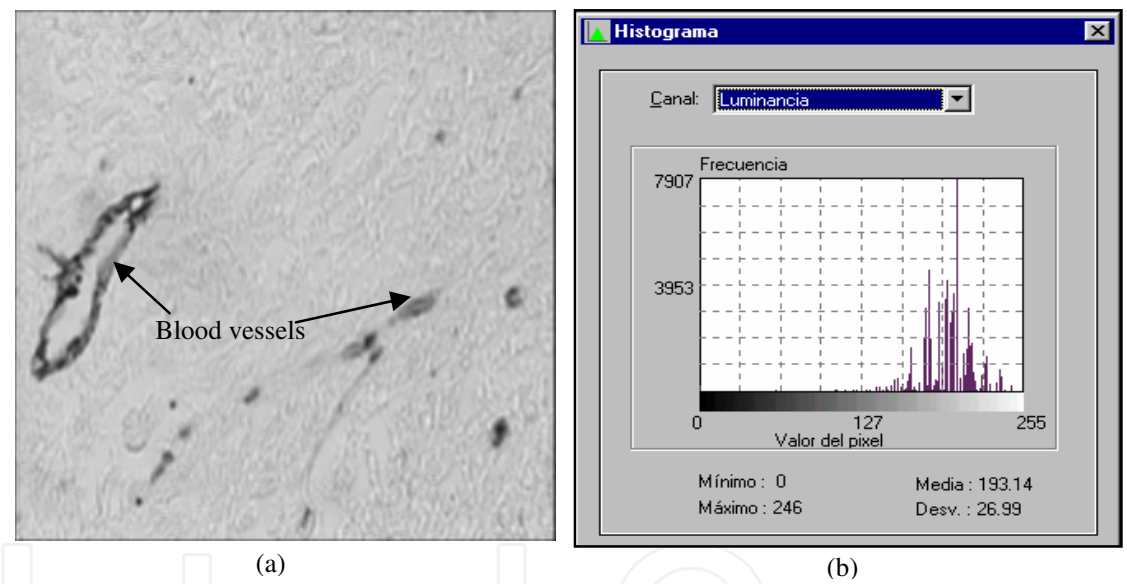 Blood vessels
(a)
Histograma
Canal: Luminancia
Frecuencia
7907
3953
0 127 255
Valor del pixel
Mínimo : 0 Media : 193.14
Máximo : 246 Desv. : 26.99
(b)